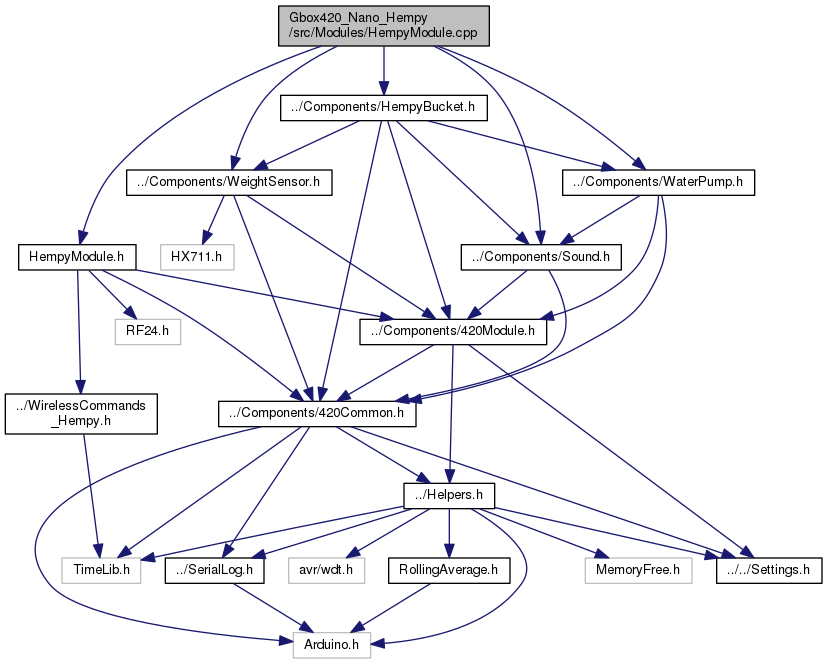 Gbox420_Nano_Hempy
/src/Modules/HempyModule.cpp
../Components/HempyBucket.h
../Components/WeightSensor.h
../Components/WaterPump.h
HempyModule.h
HX711.h
../Components/Sound.h
RF24.h
../Components/420Module.h
../WirelessCommands
_Hempy.h
../Components/420Common.h
../Helpers.h
TimeLib.h
../SerialLog.h
avr/wdt.h
RollingAverage.h
MemoryFree.h
../../Settings.h
Arduino.h